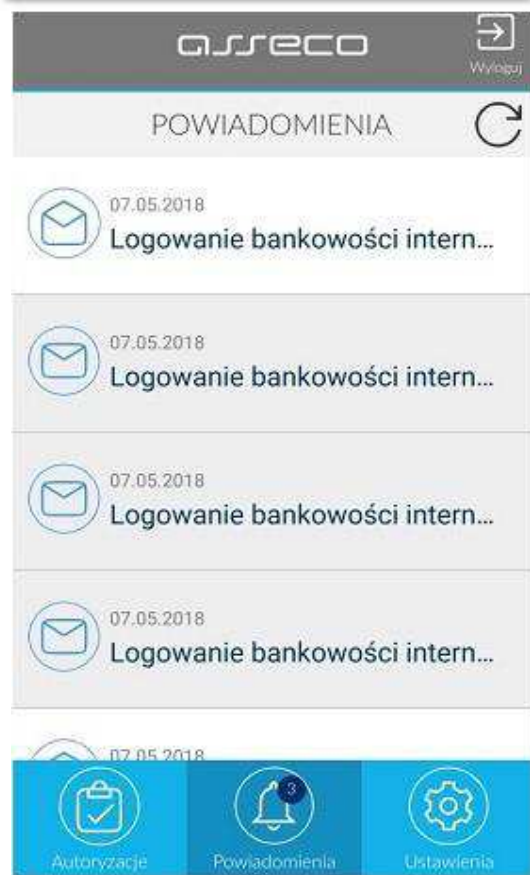 asseco
Wyloguj
POWIADOMIENIA
07.05.2018
Logowanie bankowości intern...
07.05.2018
Logowanie bankowości intern...
07.05.2018
Logowanie bankowości intern...
07.05.2018
Logowanie bankowości intern...
07.05.2018
3
Autoryzacje
Powiadomienia
Ustawienia